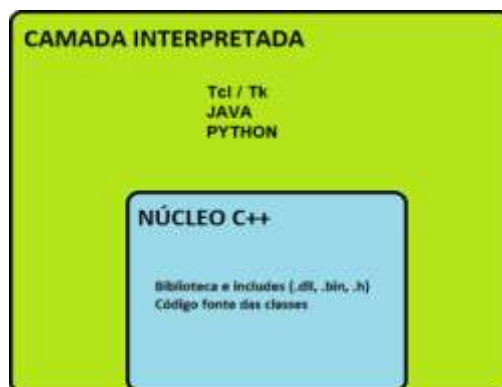 CAMADA INTERPRETADA
Tcl / Tk
JAVA
PYTHON
NÚCLEO C++
Biblioteca e includes (.dll, .bin, .h)
Código fonte das classes